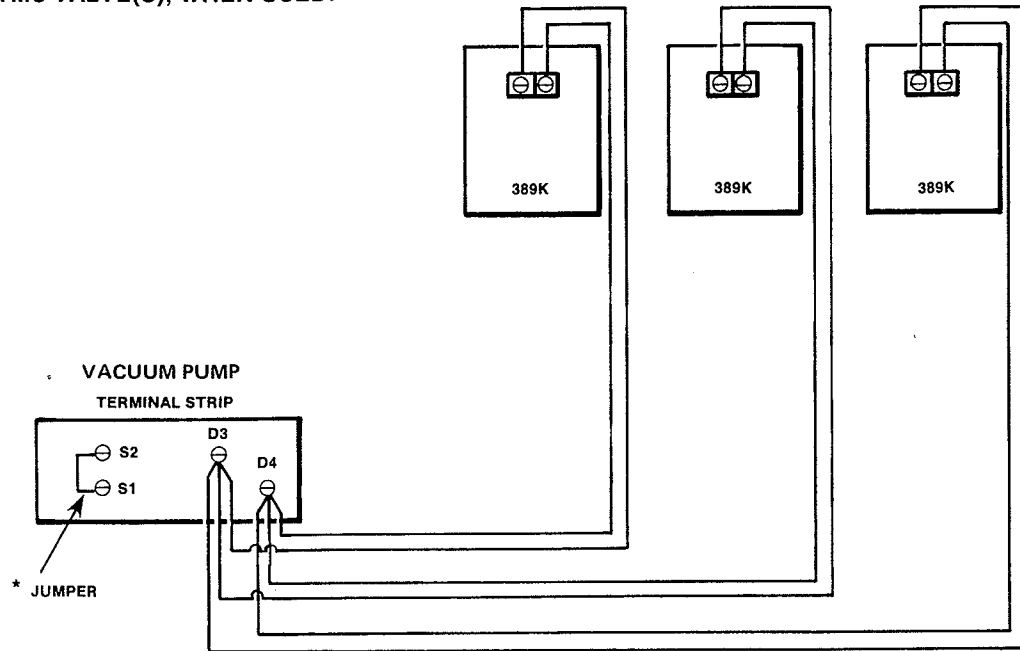 389K
389K
389K
VACUUM PUMP
TERMINAL STRIP
S2
D3
D4
S1
* JUMPER